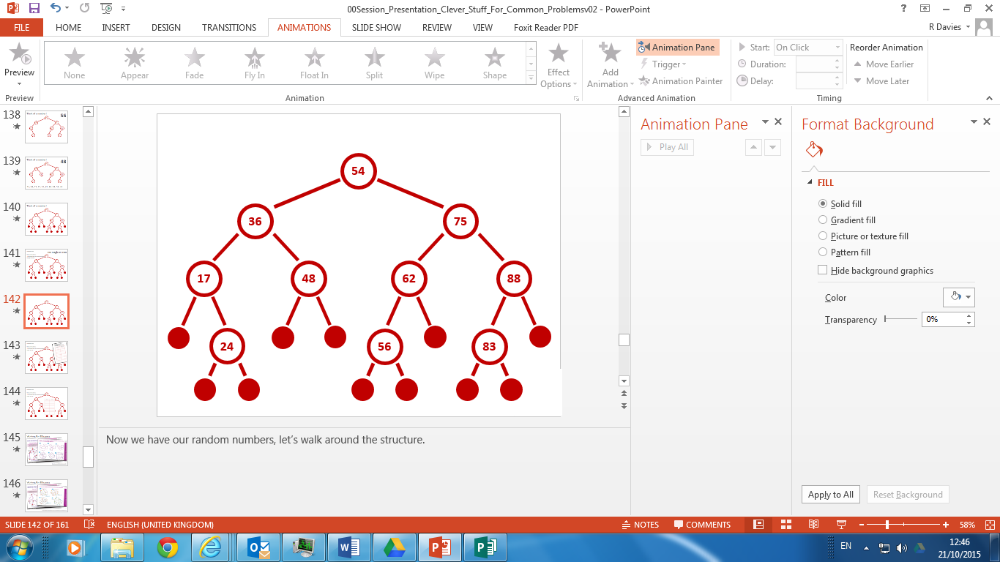 00Session_Presentation_Clever_Stuff_For_Common_Problemsv02 - PowerPoint
FILE HOME INSERT DESIGN TRANSITIONS ANIMATIONS SLIDE SHOW REVIEW VIEW Foxit Reader PDF R Davies
Preview
None Appear Fade Fly In Float In Split Wipe Shape
Effect Options
Add Animation
Animation Pane
Trigger
Animation Painter
Start: On Click
Duration:
Delay:
Reorder Animation
Move Earlier
Move Later
Preview Animation Advanced Animation Timing
138
56
139
48
140
141
142
143
144
145
146
54
36 75
17 48 62 88
24 56 83
Now we have our random numbers, let's walk around the structure.
Animation Pane
Play All
Format Background
FILL
Solid fill
Gradient fill
Picture or texture fill
Pattern fill
Hide background graphics
Color
Transparency 0%
Apply to All Reset Background
SLIDE 142 OF 161 ENGLISH (UNITED KINGDOM) NOTES COMMENTS 58%
EN 12:46
21/10/2015